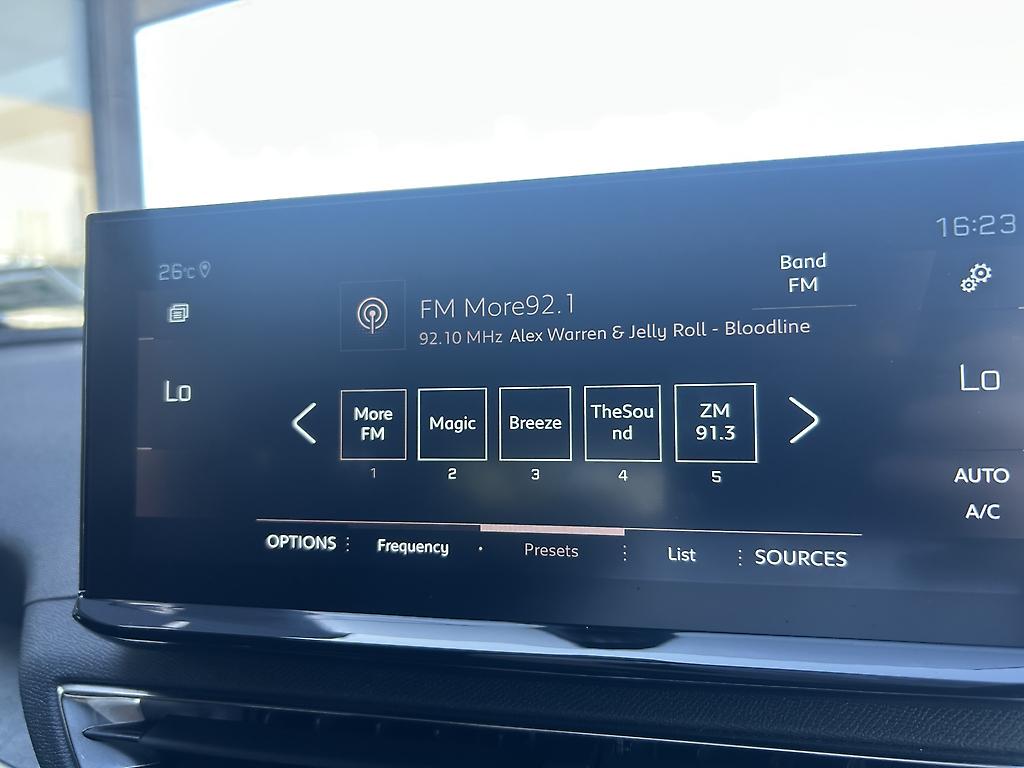 16:23
26°C
Band
FM
FM More92.1
92.10 MHz Alex Warren & Jelly Roll - Bloodline
Lo
Lo
More
FM
Magic
Breeze
TheSou
nd
ZM
91.3
1
2
3
4
5
AUTO
A/C
OPTIONS
Frequency
Presets
List
SOURCES